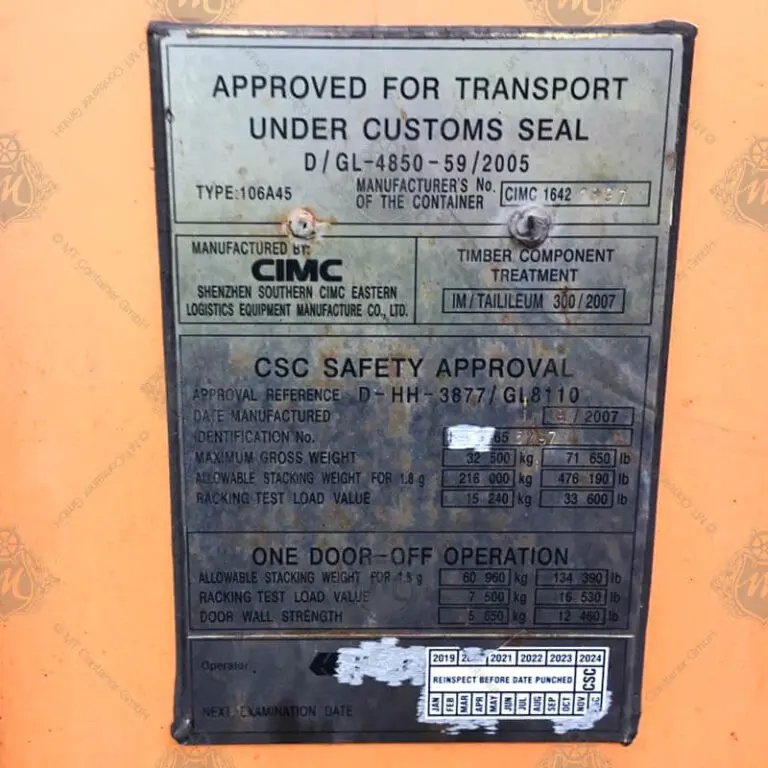 APPROVED FOR TRANSPORT
UNDER CUSTOMS SEAL
D/GL-4850-59/2005
TYPE:106A45 MANUFACTURER'S No. OF THE CONTAINER CIMC 1642
MANUFACTURED BY:
CIMC
SHENZHEN SOUTHERN CIMC EASTERN
LOGISTICS EQUIPMENT MANUFACTURE CO., LTD.
TIMBER COMPONENT
TREATMENT
IM/TAILILEUM 300/2007
CSC SAFETY APPROVAL
APPROVAL REFERENCE D-HH-3877/GL8110
DATE MANUFACTURED /2007
IDENTIFICATION No.
MAXIMUM GROSS WEIGHT 32 500 kg 71 650 lb
ALLOWABLE STACKING WEIGHT FOR 1.8 g 216 000 kg 476 190 lb
RACKING TEST LOAD VALUE 15 240 kg 33 600 lb
ONE DOOR-OFF OPERATION
ALLOWABLE STACKING WEIGHT FOR 1.8 g 60 960 kg 134 390 lb
RACKING TEST LOAD VALUE 7 500 kg 16 530 lb
DOOR WALL STRENGTH 5 650 kg 12 460 lb
Operator
2019 2021 2022 2023 2024
REINSPECT BEFORE DATE PUNCHED
CSC
JAN FEB MAR APR MAY JUN JUL AUG SEP OCT NOV
NEXT EXAMINATION DATE
© MT Container GmbH